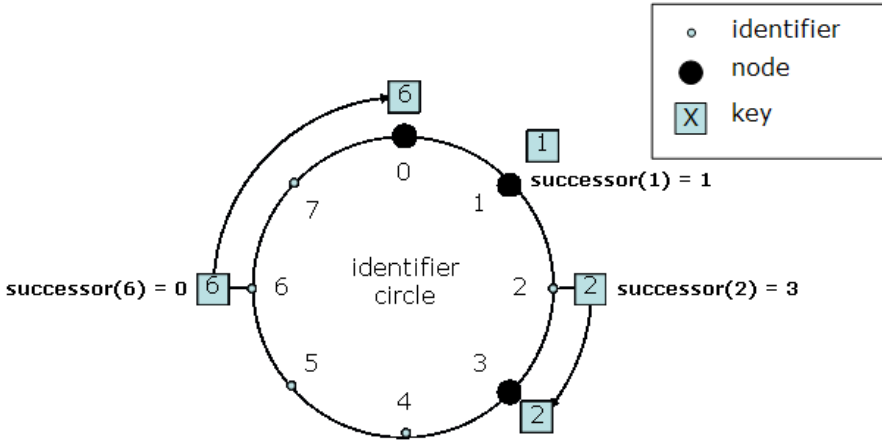 identifier
node
X key
6
1
0
successor(1) = 1
7
1
successor(6) = 0 6 6
identifier
circle
2 2 successor(2) = 3
5
3
4
2